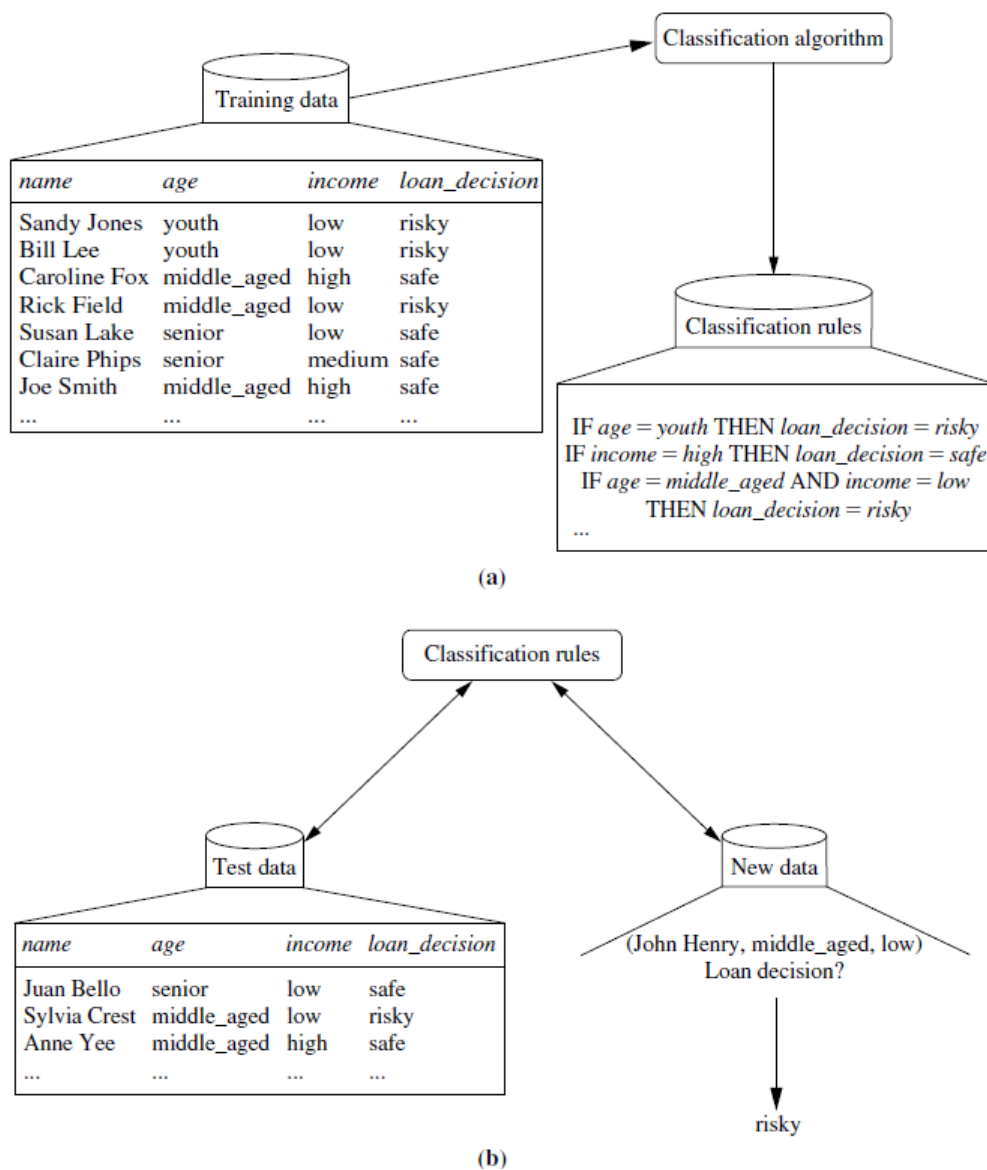 Classification algorithm
Training data
name age income loan_decision
Sandy Jones youth low risky
Bill Lee youth low risky
Caroline Fox middle_aged high safe
Rick Field middle_aged low risky
Susan Lake senior low safe
Claire Phips senior medium safe
Joe Smith middle_aged high safe
... ... ... ...
Classification rules
IF age = youth THEN loan_decision = risky
IF income = high THEN loan_decision = safe
IF age = middle_aged AND income = low
THEN loan_decision = risky
...
(a)
Classification rules
Test data
name age income loan_decision
Juan Bello senior low safe
Sylvia Crest middle_aged low risky
Anne Yee middle_aged high safe
... ... ... ...
New data
(John Henry, middle_aged, low)
Loan decision?
risky
(b)